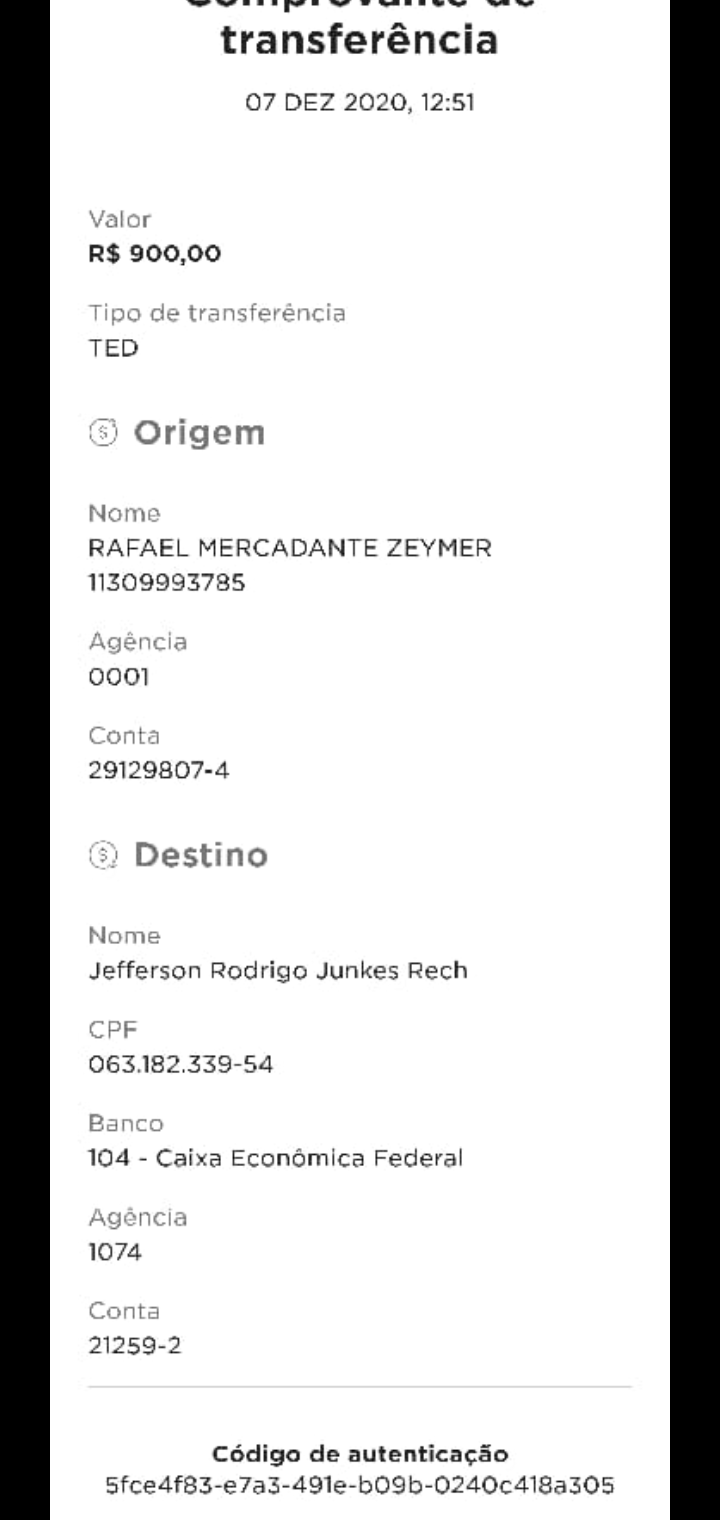 Comprovante de
transferência
07 DEZ 2020, 12:51
Valor
R$ 900,00
Tipo de transferência
TED
Origem
Nome
RAFAEL MERCADANTE ZEYMER
11309993785
Agência
0001
Conta
29129807-4
Destino
Nome
Jefferson Rodrigo Junkes Rech
CPF
063.182.339-54
Banco
104 - Caixa Econômica Federal
Agência
1074
Conta
21259-2
Código de autenticação
5fce4f83-e7a3-491e-b09b-0240c418a305